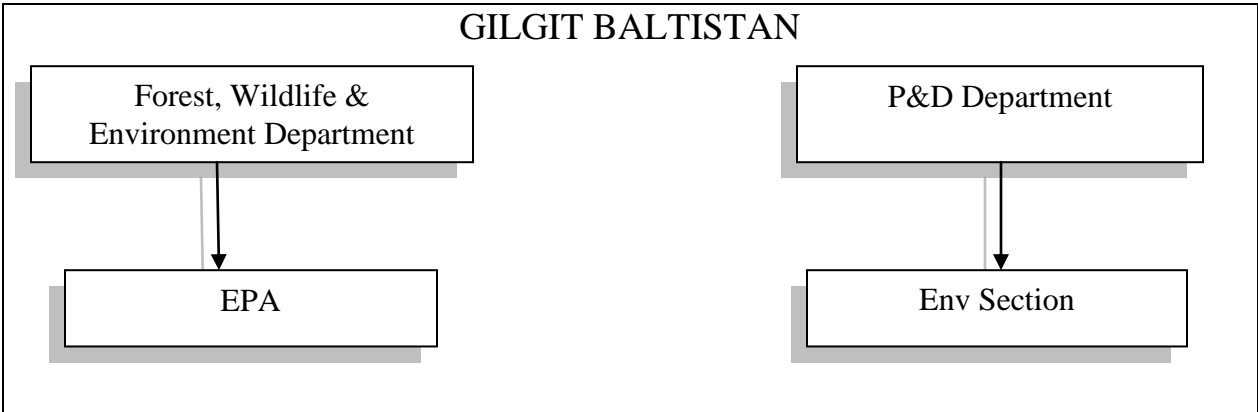 GILGIT BALTISTAN
Forest, Wildlife &
Environment Department
P&D Department
EPA
Env Section